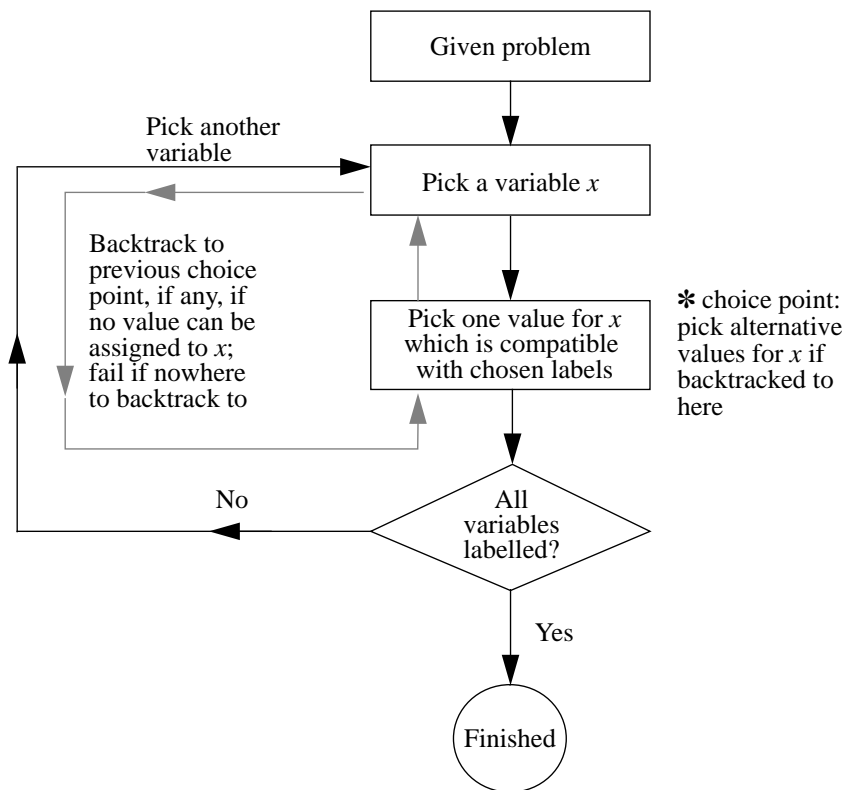 Given problem
Pick another
variable
Pick a variable x
Backtrack to
previous choice
point, if any, if
no value can be
assigned to x;
fail if nowhere
to backtrack to
Pick one value for x
which is compatible
with chosen labels
✻ choice point:
pick alternative
values for x if
backtracked to
here
No
All
variables
labelled?
Yes
Finished